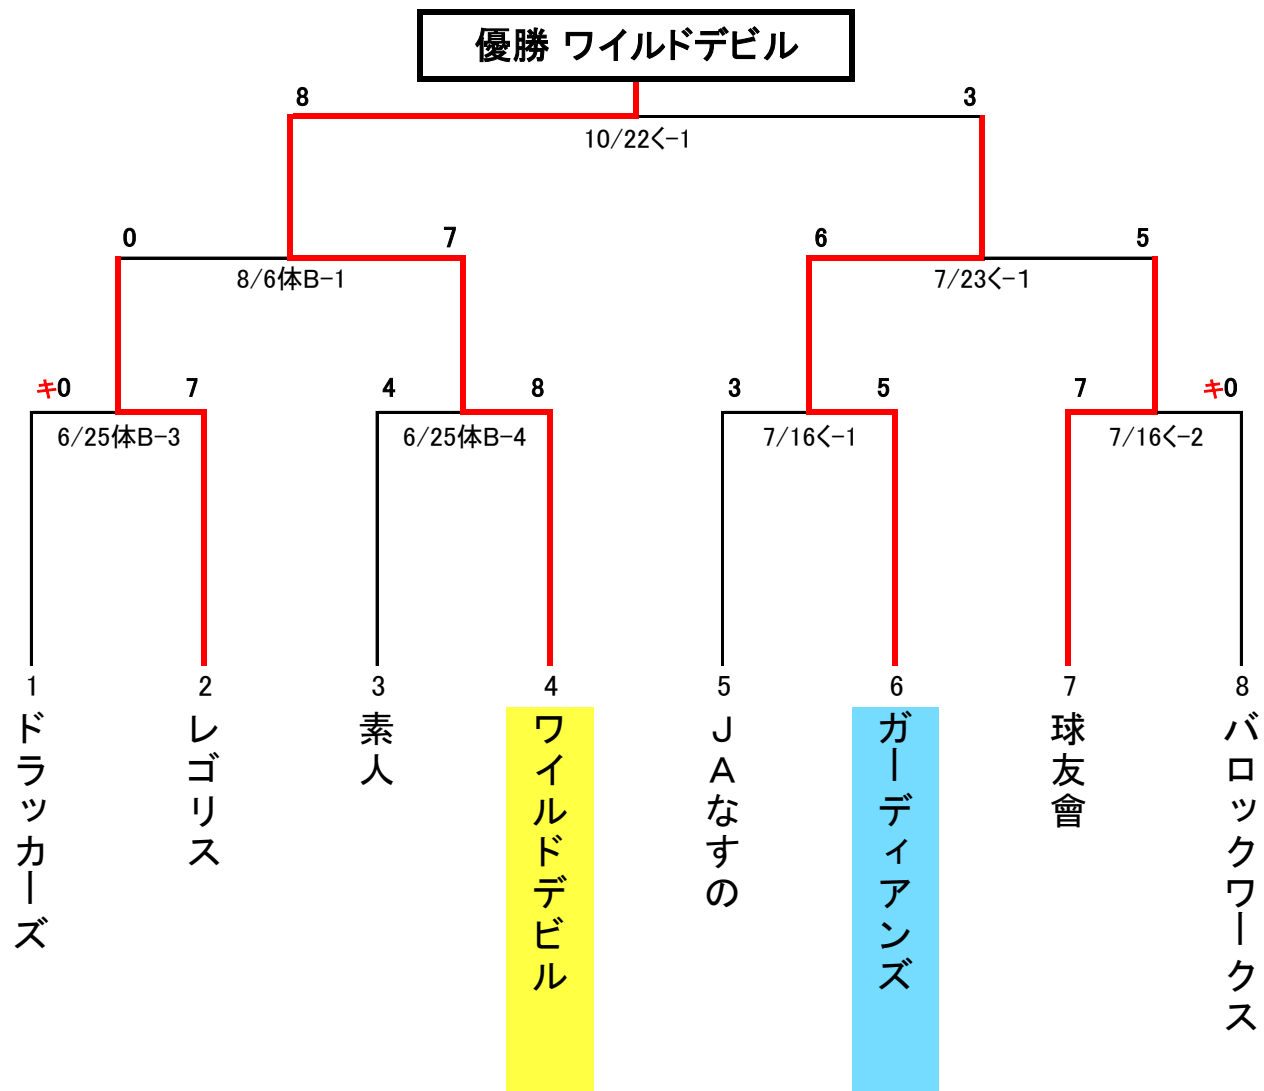 優勝 ワイルドデビル
8 3
10/22く-1
0 7 6 5
8/6体B-1 7/23く-1
キ0 7 4 8 3 5 7 キ0
6/25体B-3 6/25体B-4 7/16く-1 7/16く-2
1 2 3 4 5 6 7 8
ドラッカーズ
レゴリス
素人
ワイルドデビル
JAなすの
ガーディアンズ
球友會
バロックワークス